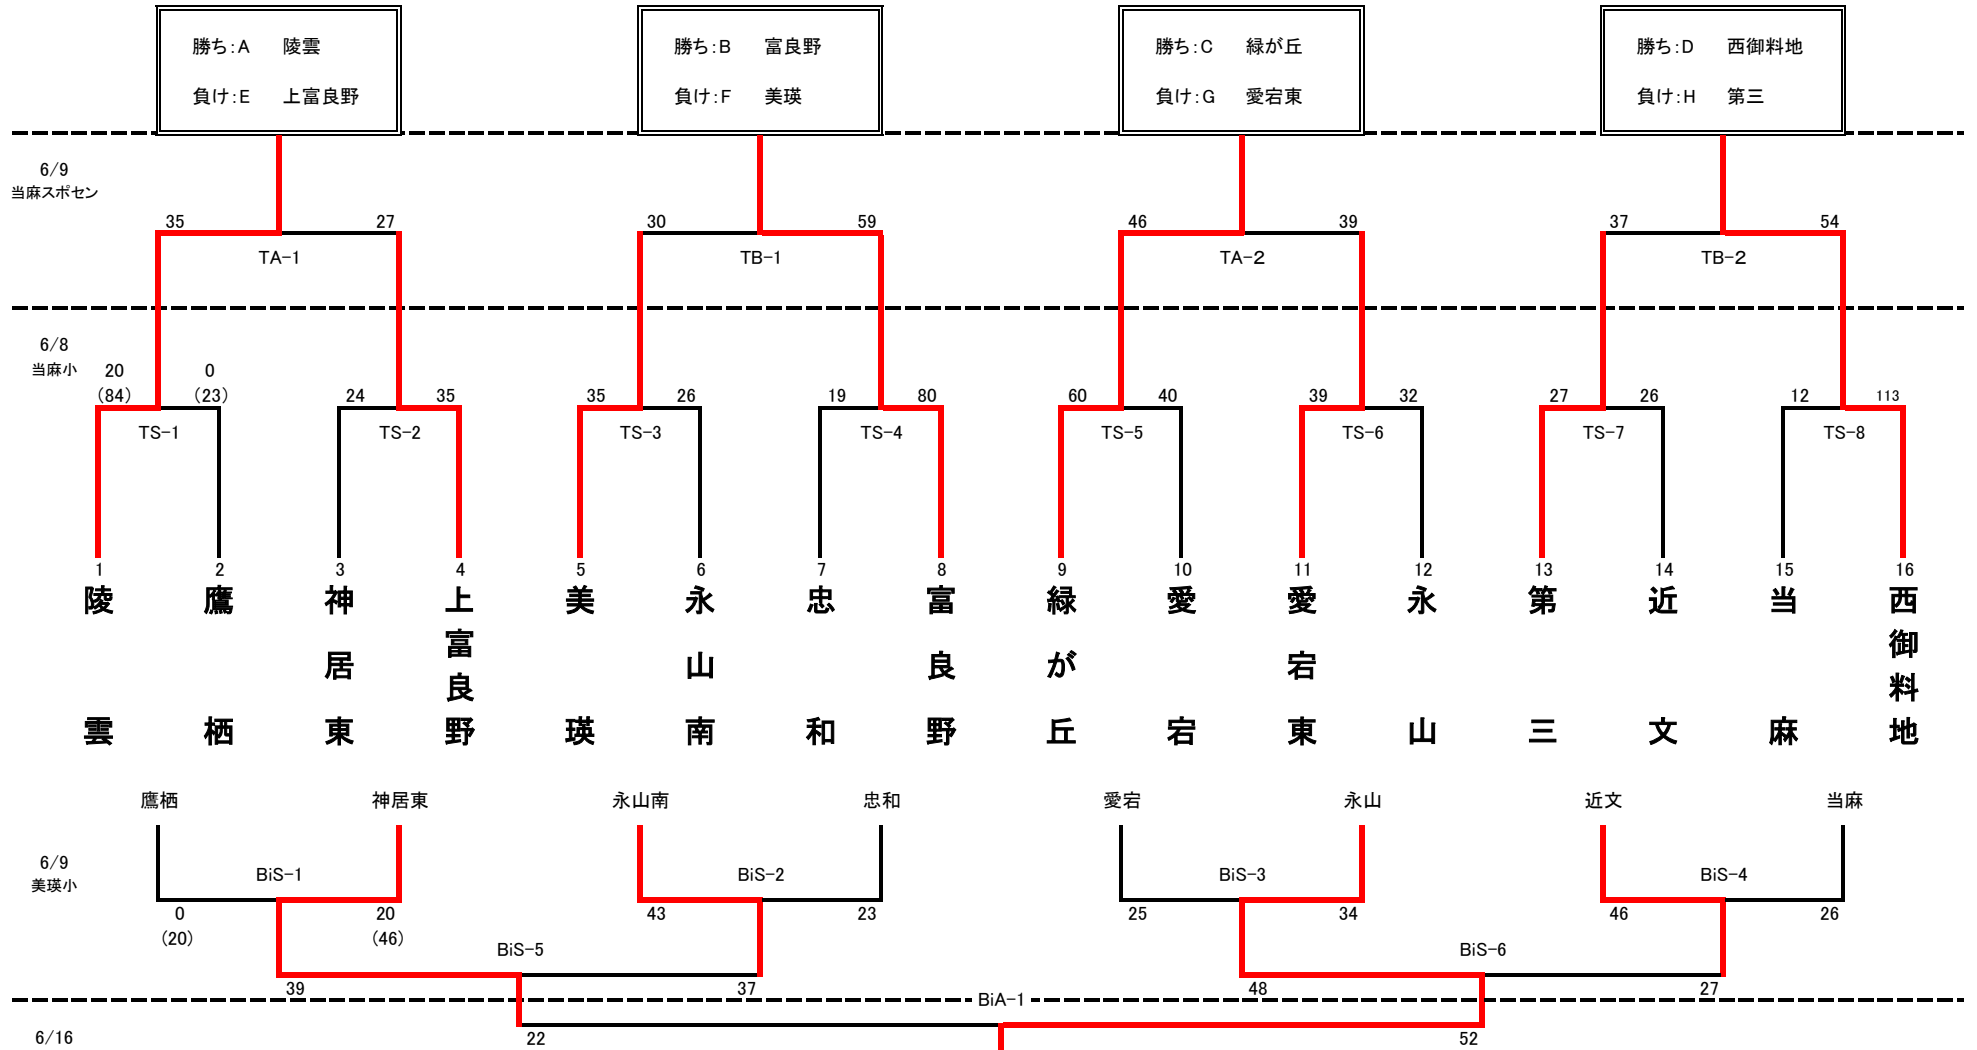 勝ち:A 陵雲
負け:E 上富良野
勝ち:B 富良野
負け:F 美瑛
勝ち:C 緑が丘
負け:G 愛宕東
勝ち:D 西御料地
負け:H 第三
6/9
当麻スポセン
35 27 30 59 46 39 37 54
TA-1 TB-1 TA-2 TB-2
6/8
当麻小
20 0
(84) (23) 24 35 35 26 19 80 60 40 39 32 27 26 12 113
TS-1 TS-2 TS-3 TS-4 TS-5 TS-6 TS-7 TS-8
1 2 3 4 5 6 7 8 9 10 11 12 13 14 15 16
陵雲
鷹栖
神居東
上富良野
美瑛
永山南
忠和
富良野
緑が丘
愛宕
愛宕東
永山
第三
近文
当麻
西御料地
鷹栖 神居東 永山南 忠和 愛宕 永山 近文 当麻
6/9
美瑛小
BiS-1 BiS-2 BiS-3 BiS-4
0 20 43 23 25 34 46 26
(20) (46)
BiS-5 BiS-6
39 37 48 27
BiA-1
6/16
22 52